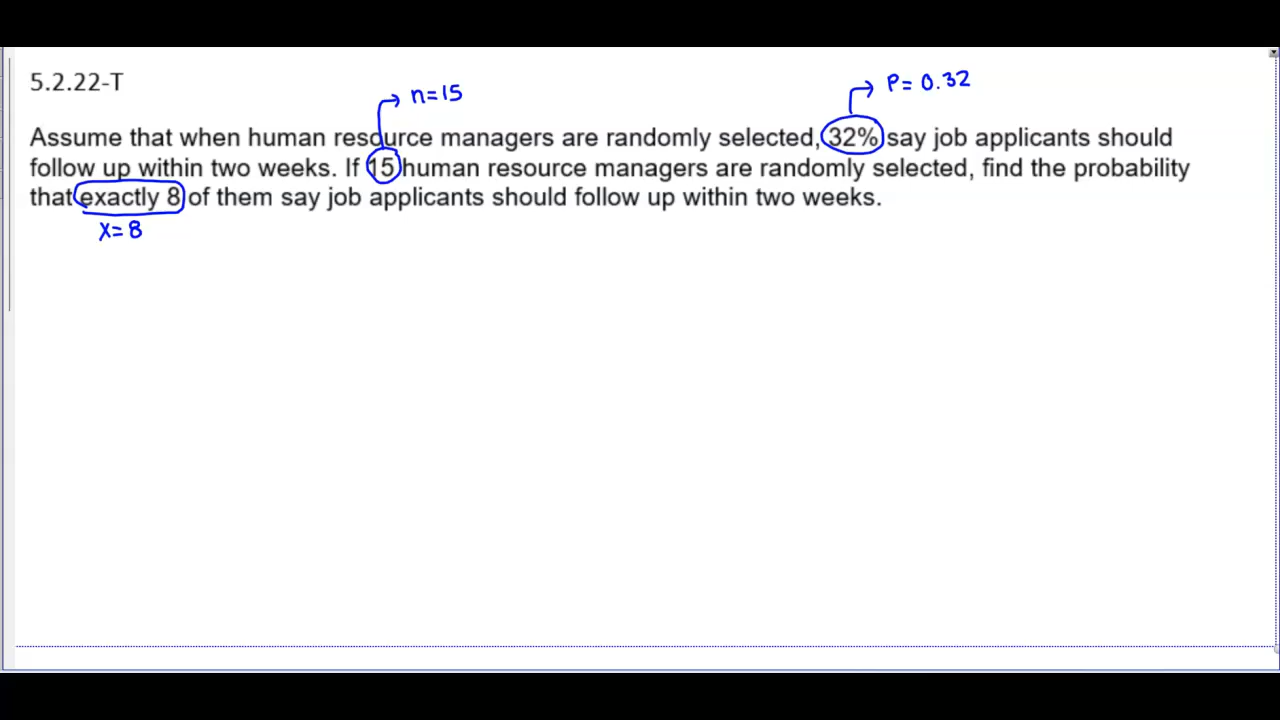 5.2.22-T
n=15
P= 0.32
Assume that when human resource managers are randomly selected, 32% say job applicants should
follow up within two weeks. If 15 human resource managers are randomly selected, find the probability
that exactly 8 of them say job applicants should follow up within two weeks.
x= 8